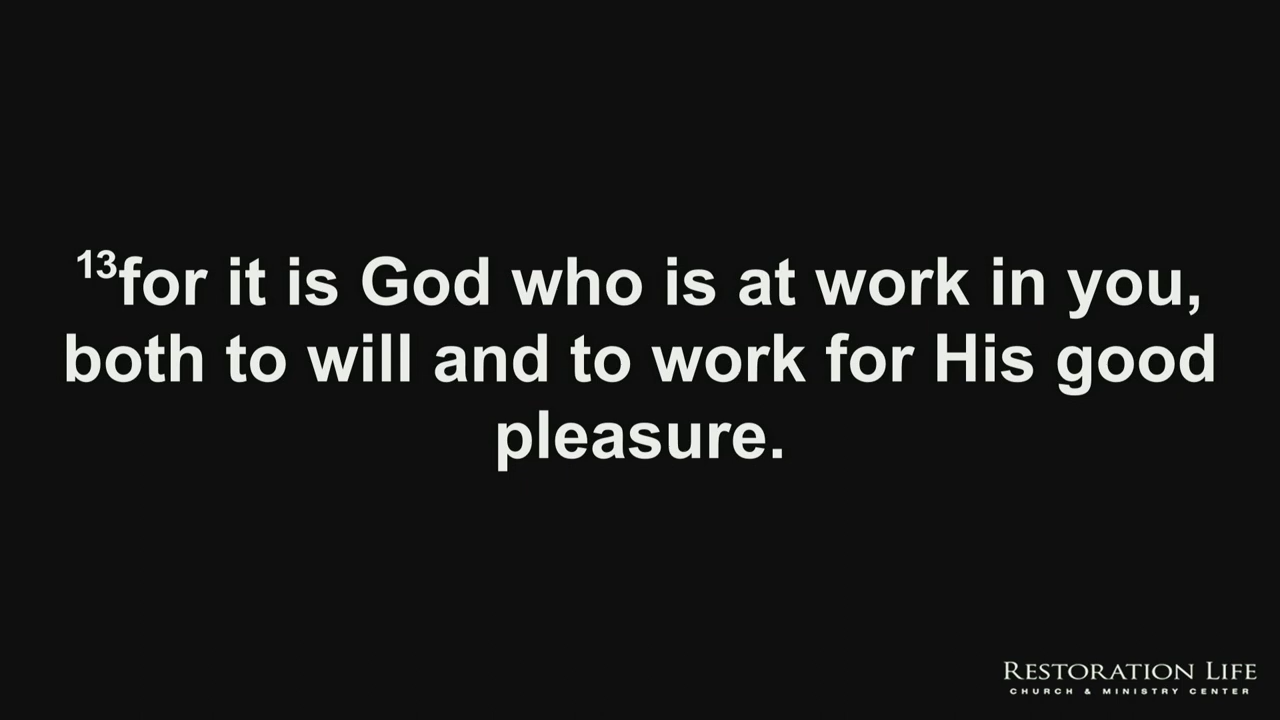 13for it is God who is at work in you,
both to will and to work for His good
pleasure.
RESTORATION LIFE
CHURCH & MINISTRY CENTER